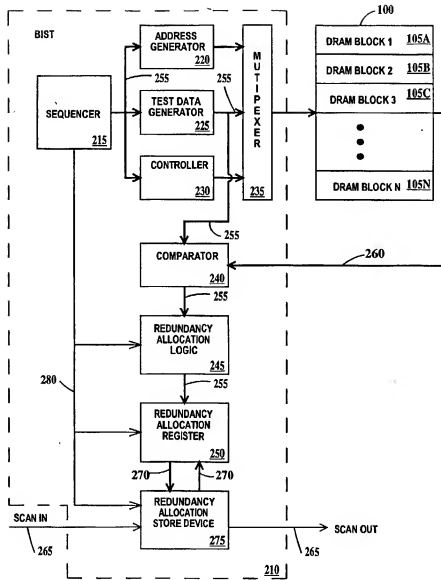 100
BIST
ADDRESS
GENERATOR
220
255
255
MUTIPEXER
235
DRAM BLOCK 1 105A
DRAM BLOCK 2 105B
DRAM BLOCK 3 105C
DRAM BLOCK N 105N
SEQUENCER
215
TEST DATA
GENERATOR
225
CONTROLLER
230
255
COMPARATOR
240
260
255
REDUNDANCY
ALLOCATION
LOGIC
245
280
255
REDUNDANCY
ALLOCATION
REGISTER
250
270
270
REDUNDANCY
ALLOCATION
STORE DEVICE
275
SCAN IN
265
SCAN OUT
265
210